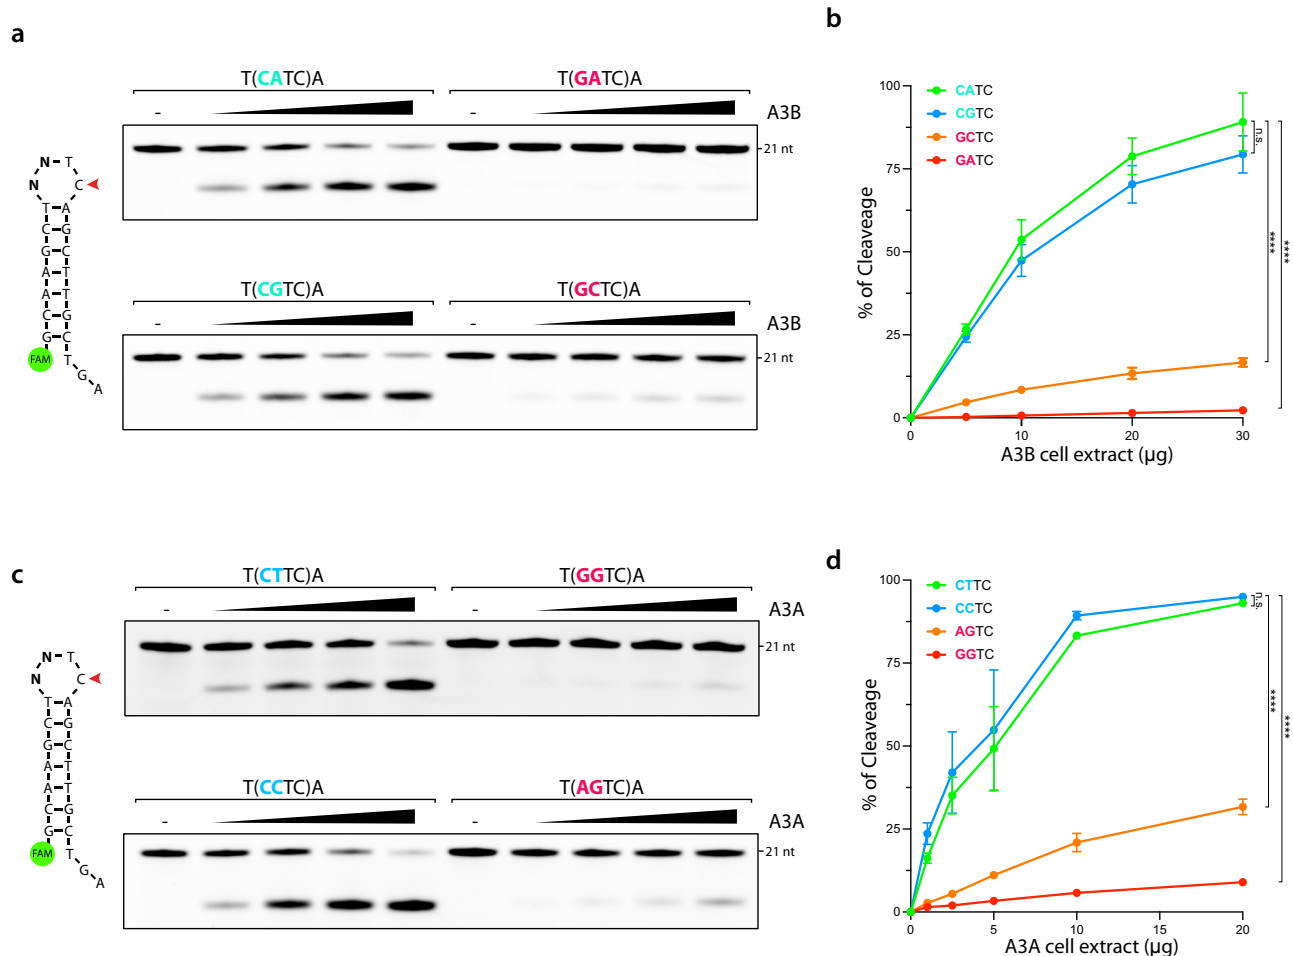 a
T(CATC)A
T(GATC)A
-
-
A3B
21 nt
N T
N C
T A
C G
G C
A T
A T
C G
G C
FAM T
G
A
T(CGTC)A
T(GCTC)A
-
-
A3B
21 nt
b
100
75
50
25
0
0
10
20
30
% of Cleaveage
A3B cell extract (µg)
CATC
CGTC
GCTC
GATC
n.s.
****
****
c
T(CTTC)A
T(GGTC)A
-
-
A3A
21 nt
N T
N C
T A
C G
G C
A T
A T
C G
G C
FAM T
G
A
T(CCTC)A
T(AGTC)A
-
-
A3A
21 nt
d
100
75
50
25
0
0
5
10
15
20
% of Cleaveage
A3A cell extract (µg)
CTTC
CCTC
AGTC
GGTC
n.s
****
****